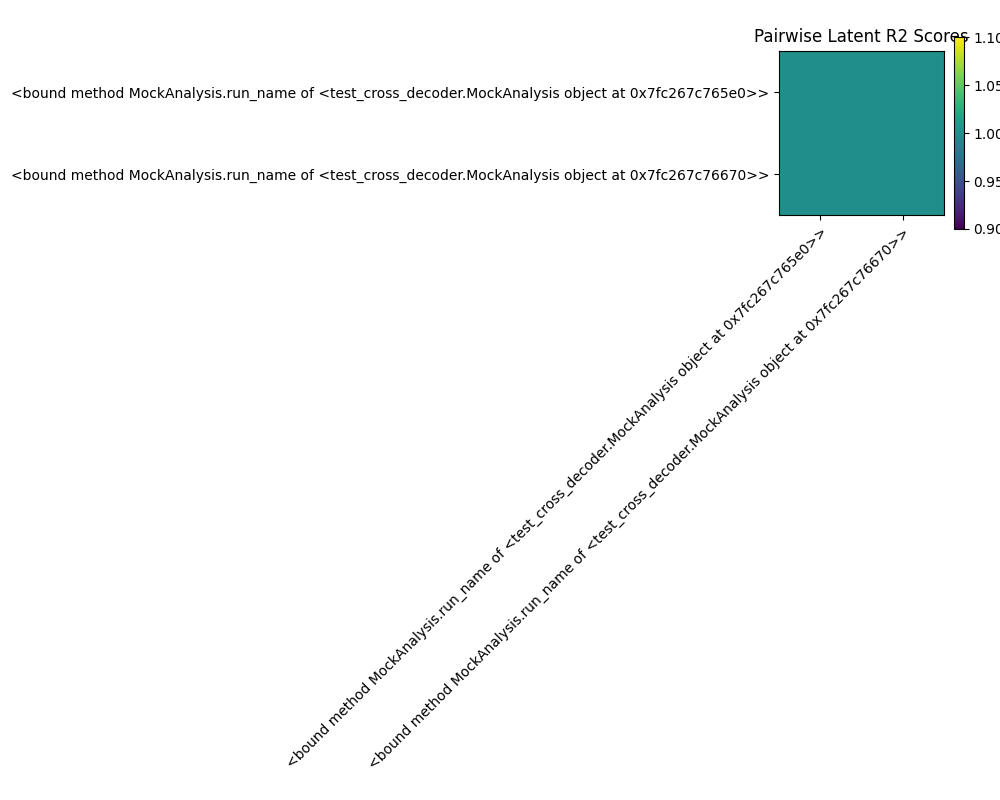 Pairwise Latent R2 Scores
1.10
<bound method MockAnalysis.run_name of <test_cross_decoder.MockAnalysis object at 0x7fc267c765e0>>
1.05
1.00
<bound method MockAnalysis.run_name of <test_cross_decoder.MockAnalysis object at 0x7fc267c76670>>
0.95
0.90
<bound method MockAnalysis.run_name of <test_cross_decoder.MockAnalysis object at 0x7fc267c765e0>>
<bound method MockAnalysis.run_name of <test_cross_decoder.MockAnalysis object at 0x7fc267c76670>>